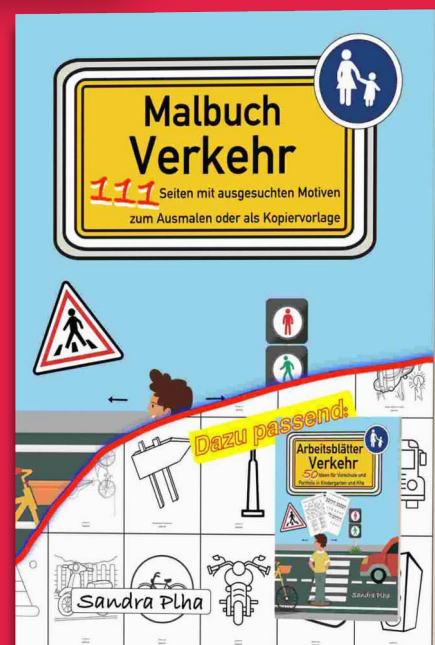 Malbuch
Verkehr
111 Seiten mit ausgesuchten Motiven
zum Ausmalen oder als Kopiervorlage
Dazu passend:
Arbeitsblätter
Verkehr
50 Ideen für Vorschule und
Portfolio in Kindergarten und Kita
Sandra Plha
Sandra Plha